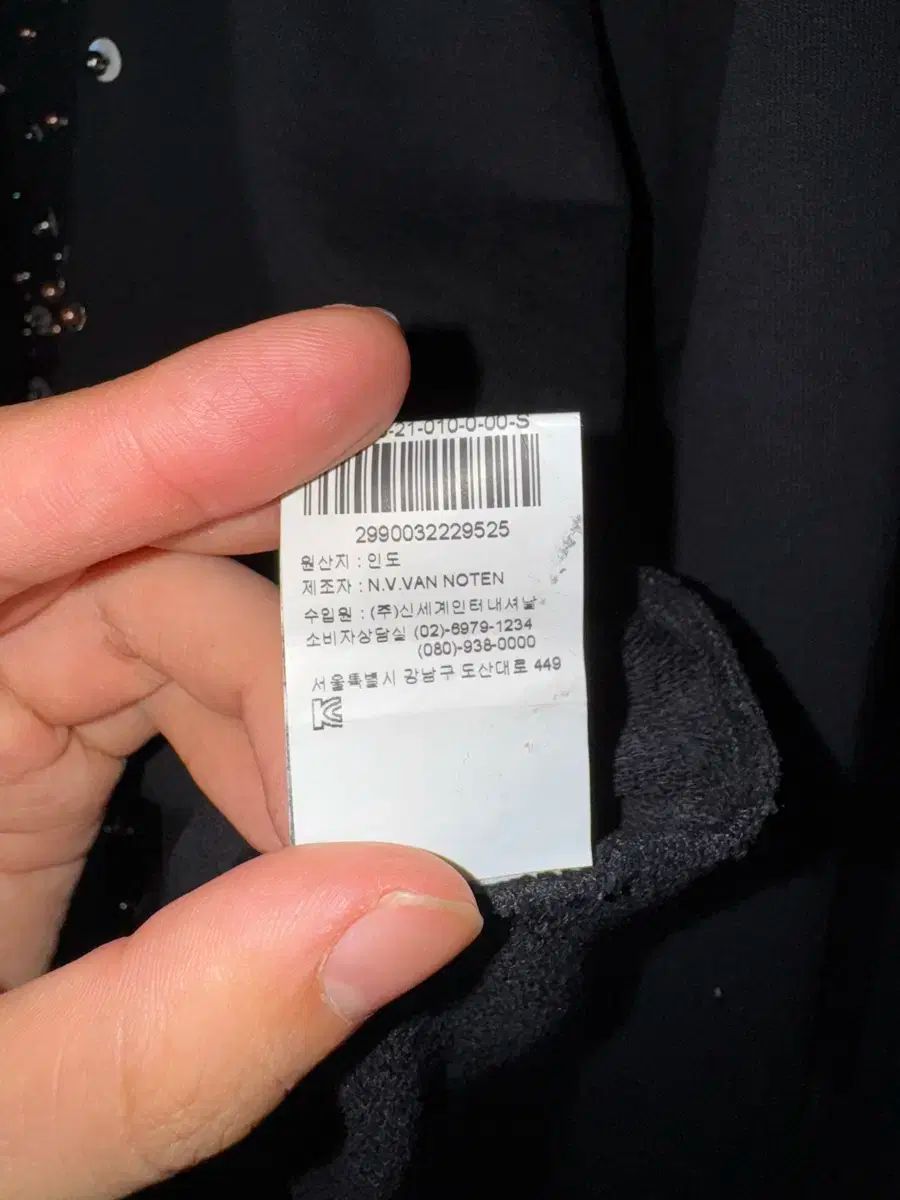 -21-010-0-00-S
2990032229525
원산지 : 인도
제조자 : N.V.VAN NOTEN
수입원 : (주)신세계인터내셔날
소비자상담실 (02)-6979-1234
(080)-938-0000
서울특별시 강남구 도산대로 449